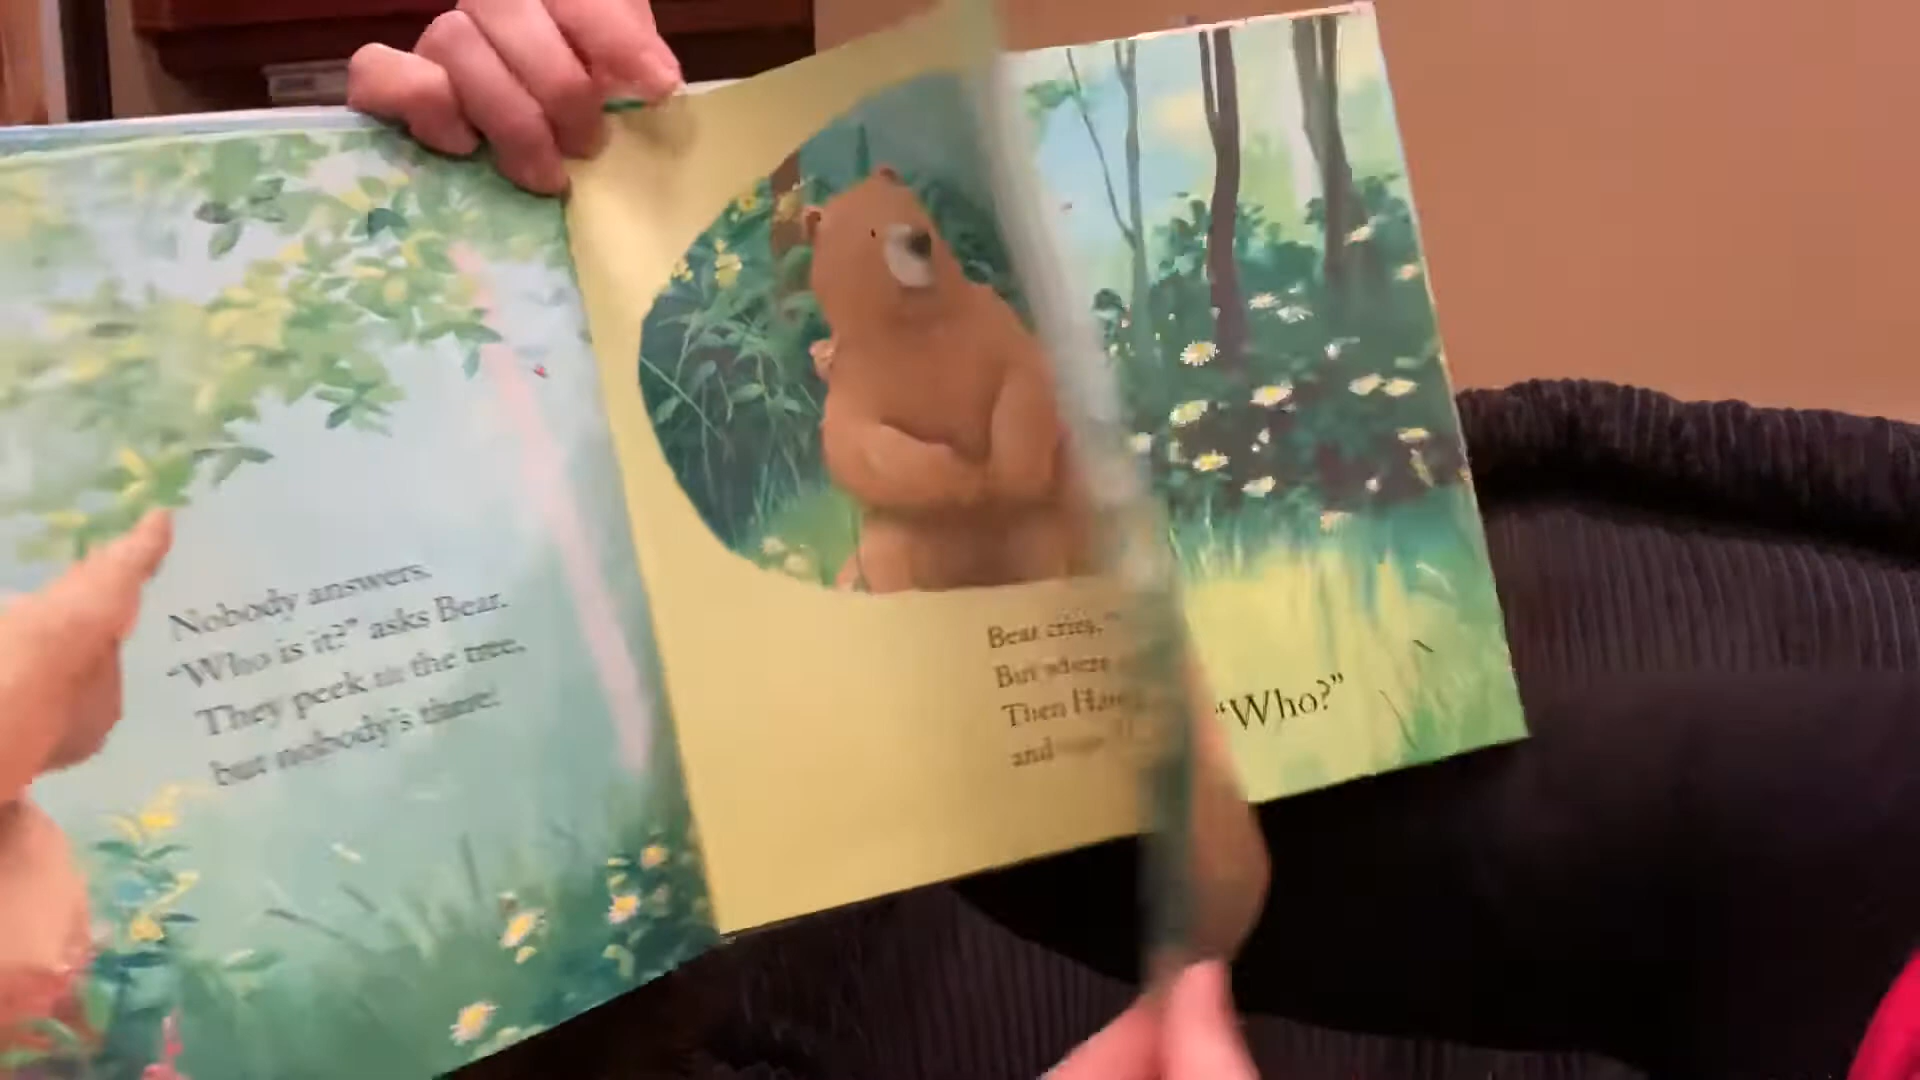 Nobody answers.
“Who is it?” asks Bear.
They peek in the tree,
but nobody's there!
Bear cries, “
But where
Then Hare
and
“Who?”